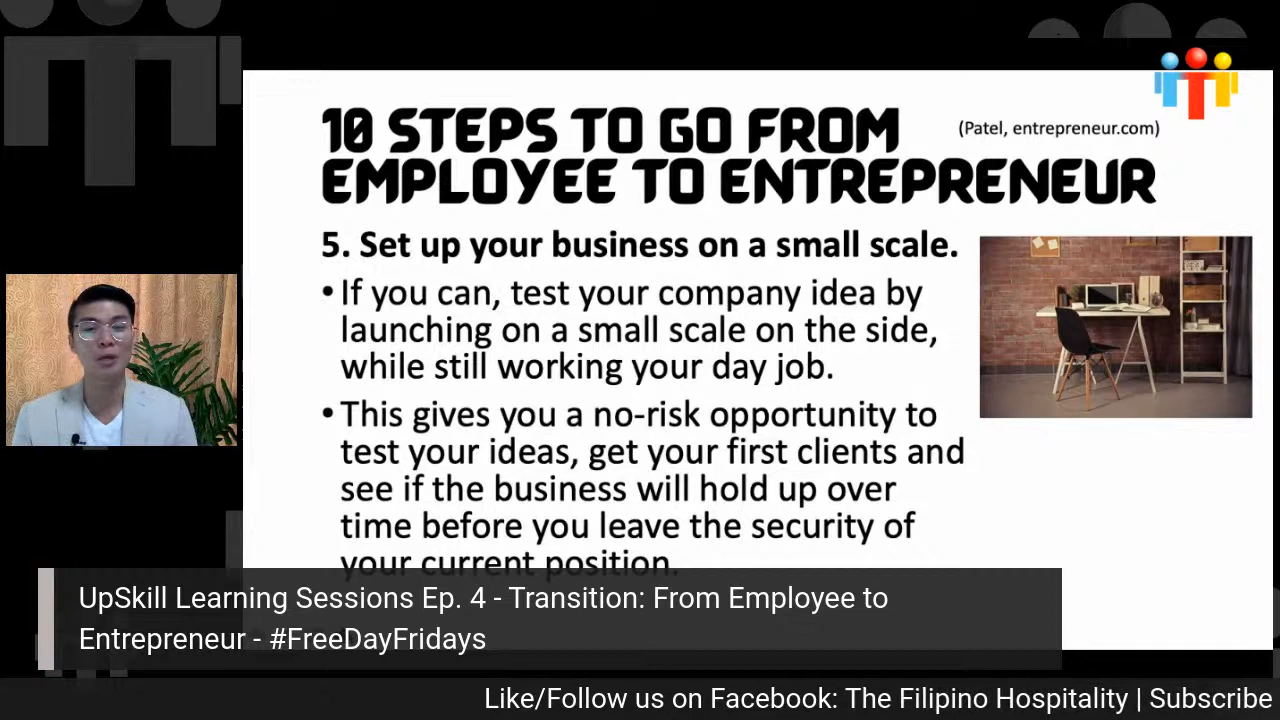 10 STEPS TO GO FROM
(Patel, entrepreneur.com)
EMPLOYEE TO ENTREPRENEUR
5. Set up your business on a small scale.
• If you can, test your company idea by
launching on a small scale on the side,
while still working your day job.
• This gives you a no-risk opportunity to
test your ideas, get your first clients and
see if the business will hold up over
time before you leave the security of
your current position.
UpSkill Learning Sessions Ep. 4 - Transition: From Employee to
Entrepreneur - #FreeDayFridays
Like/Follow us on Facebook: The Filipino Hospitality | Subscribe